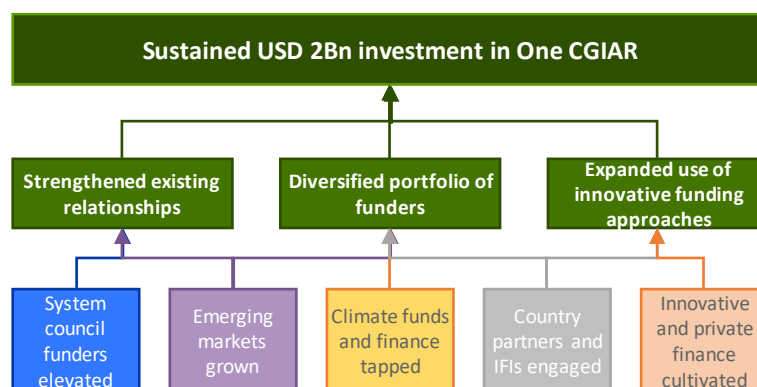 Sustained USD 2Bn investment in One CGIAR
Strengthened existing
relationships
Diversified portfolio of
funders
Expanded use of
innovative funding
approaches
System
council
funders
elevated
Emerging
markets
grown
Climate funds
and finance
tapped
Country
partners and
IFIs engaged
Innovative
and private
finance
cultivated